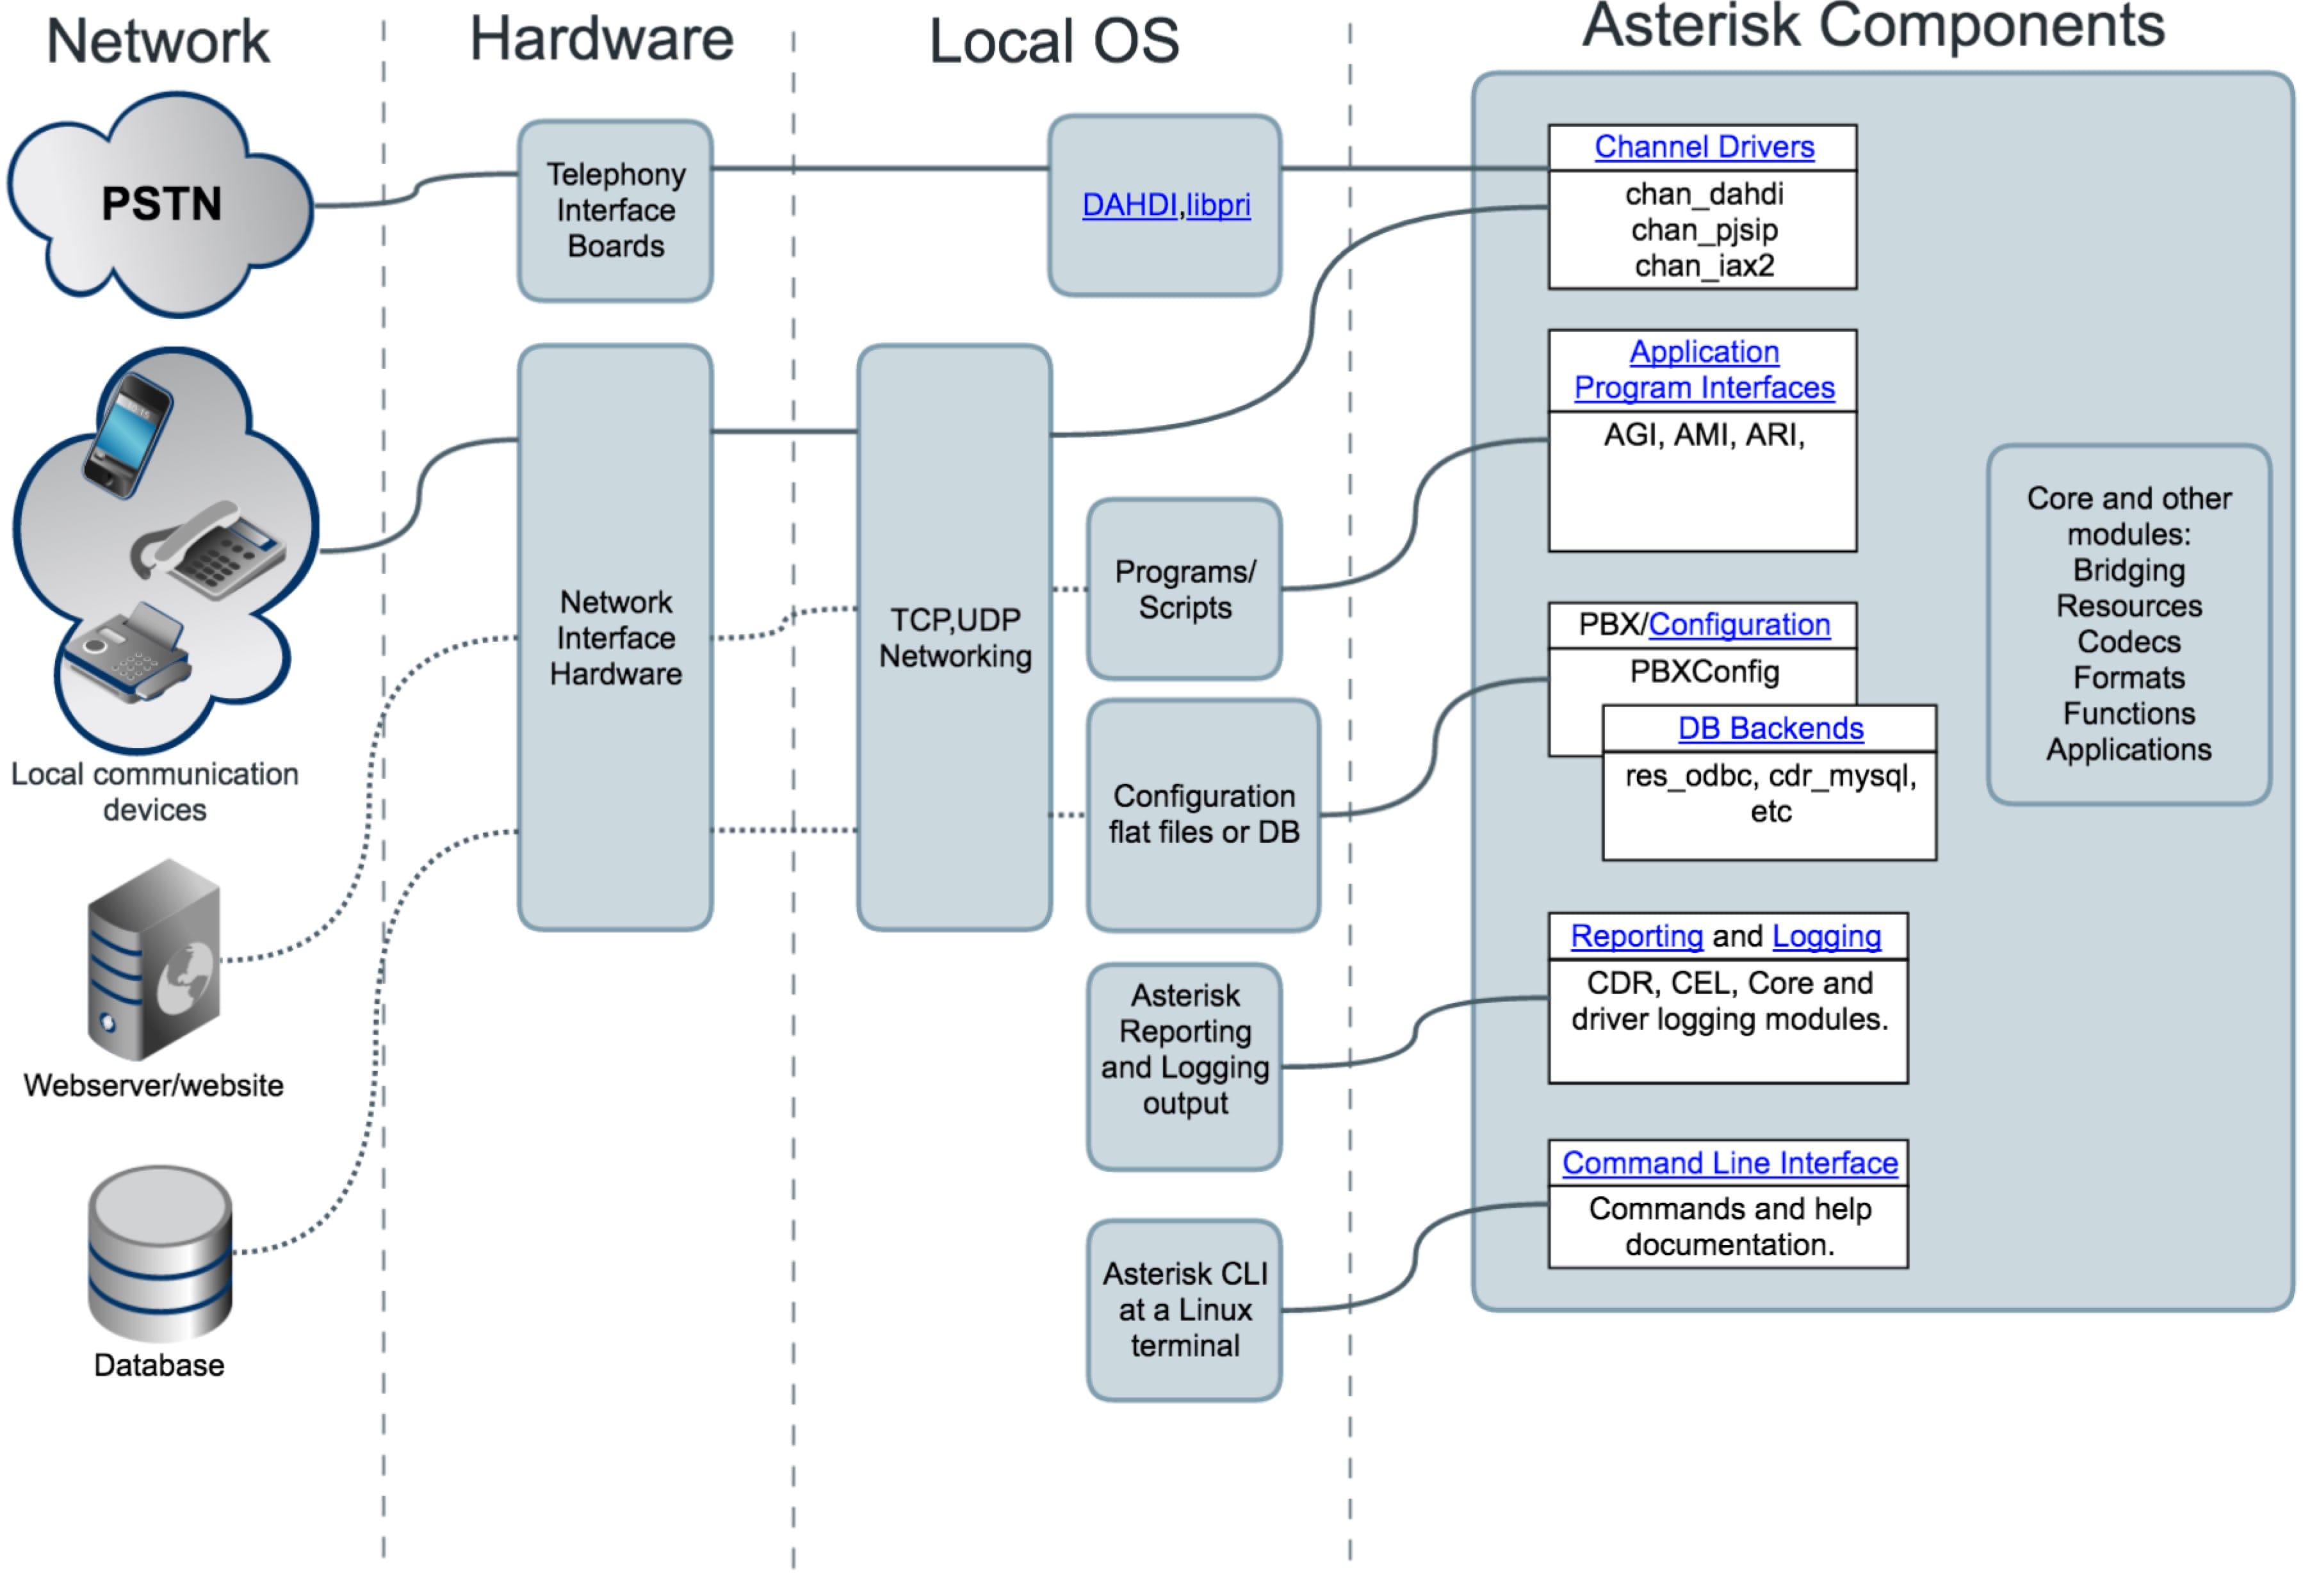 Network
Hardware
Local OS
Asterisk Components
PSTN
Local communication
devices
Webserver/website
Database
Telephony
Interface
Boards
Network
Interface
Hardware
DAHDI,libpri
TCP,UDP
Networking
Programs/
Scripts
Configuration
flat files or DB
Asterisk
Reporting
and Logging
output
Asterisk CLI
at a Linux
terminal
Channel Drivers
chan_dahdi
chan_pjsip
chan_iax2
Application
Program Interfaces
AGI, AMI, ARI,
PBX/Configuration
PBXConfig
DB Backends
res_odbc, cdr_mysql,
etc
Reporting and Logging
CDR, CEL, Core and
driver logging modules.
Command Line Interface
Commands and help
documentation.
Core and other
modules:
Bridging
Resources
Codecs
Formats
Functions
Applications